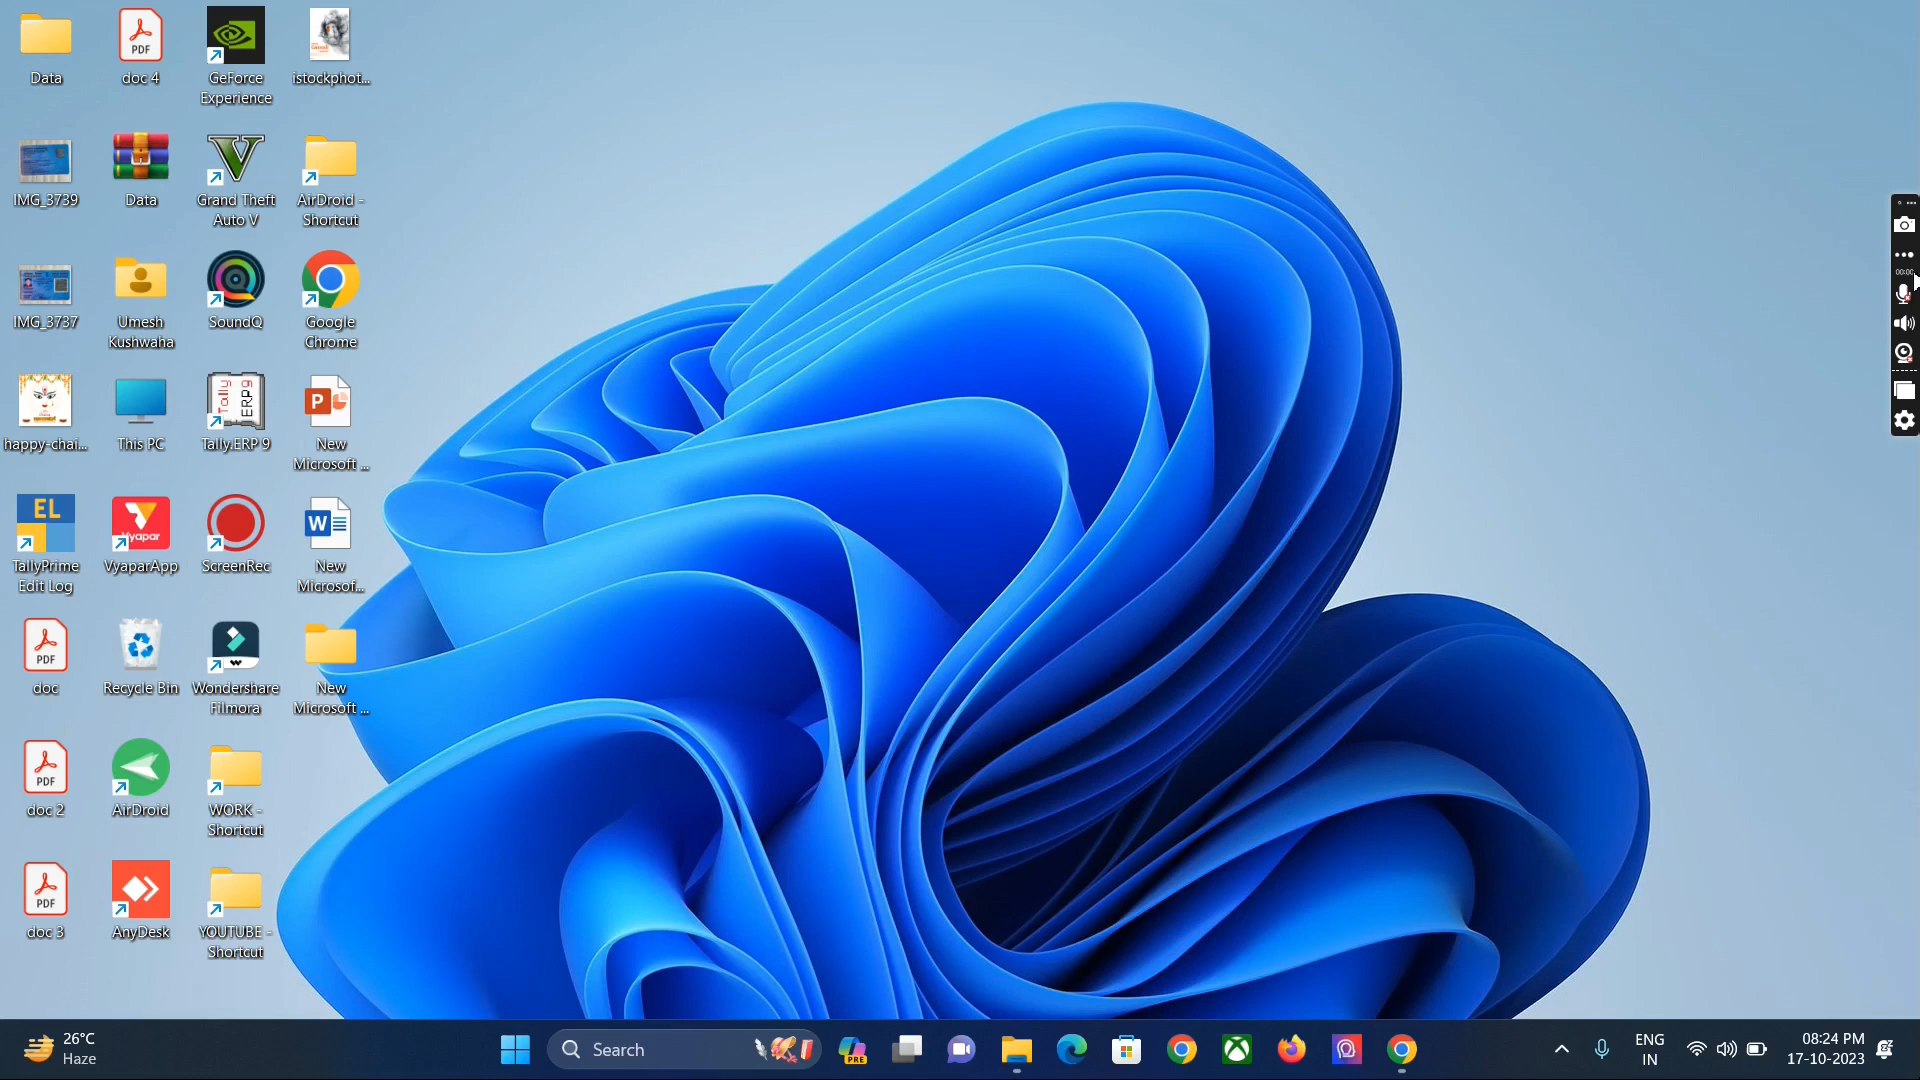 Data
PDF
doc 4
GeForce
Experience
istockphot...
IMG_3739
Data
Grand Theft
Auto V
AirDroid -
Shortcut
IMG_3737
Umesh
Kushwaha
SoundQ
Google
Chrome
happy-chai...
This PC
Tally
ERP9
Tally.ERP 9
P
New
Microsoft ...
EL
TallyPrime
Edit Log
Vyapar
VyaparApp
ScreenRec
W
New
Microsof...
PDF
doc
Recycle Bin
Wondershare
Filmora
New
Microsoft ...
PDF
doc 2
AirDroid
WORK -
Shortcut
PDF
doc 3
AnyDesk
YOUTUBE -
Shortcut
26°C
Haze
Search
PRE
ENG
IN
08:24 PM
17-10-2023